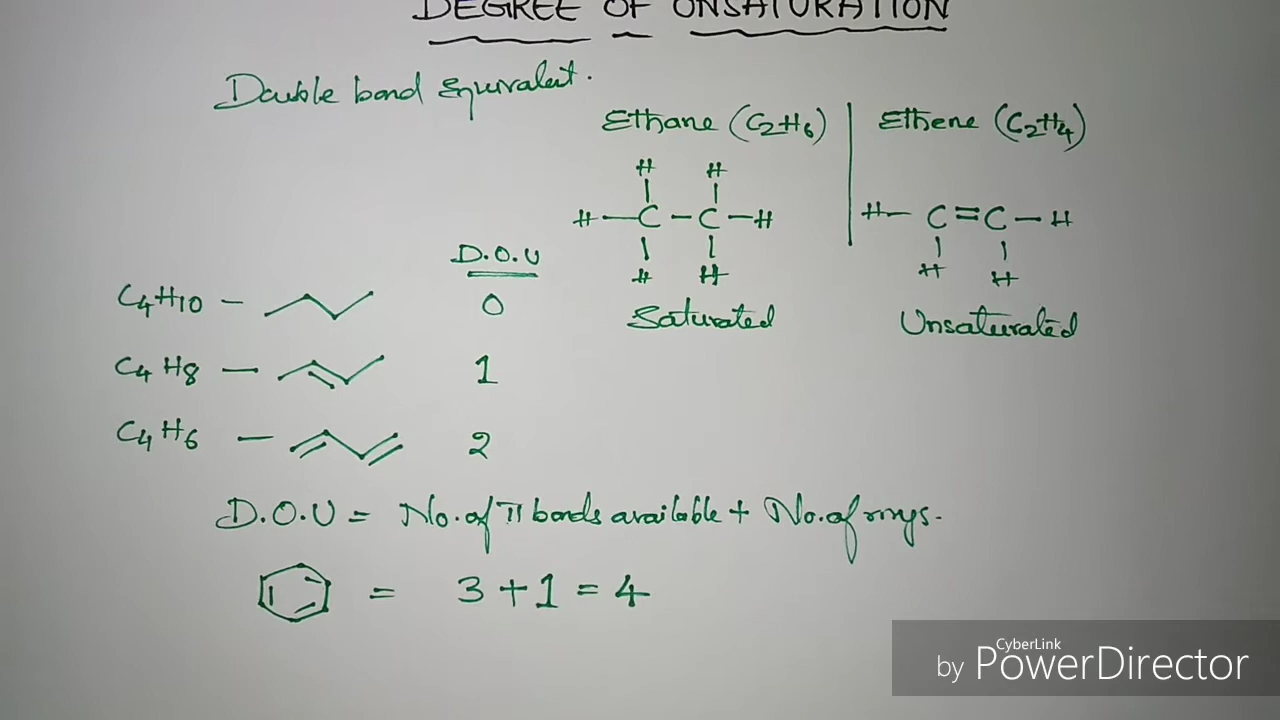 DEGREE OF UNSATURATION
Double bond Equivalent.
Ethane (C2H6) | Ethene (C2H4)
H H
H—C–C—H H—C=C—H
H H H H
Saturated Unsaturated
D.O.U
C4H10 — 0
C4H8 — 1
C4H6 — 2
D.O.U = No. of π bonds available + No. of rings.
= 3 + 1 = 4
CyberLink
by PowerDirector